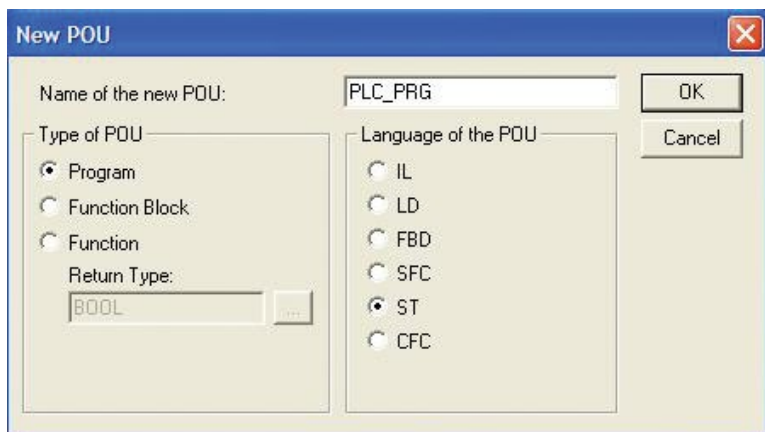 New POU
Name of the new POU:
PLC_PRG
OK
Cancel
Type of POU
Program
Function Block
Function
Return Type:
BOOL
...
Language of the POU
IL
LD
FBD
SFC
ST
CFC